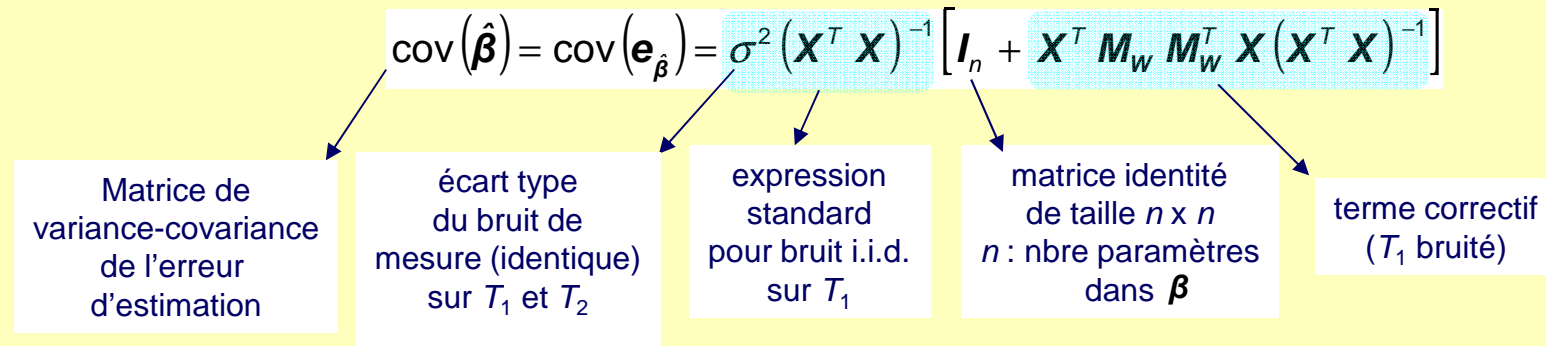 cov(β̂) = cov(e_β̂) = σ² (Xᵀ X)⁻¹ [Iₙ + Xᵀ M_W M_Wᵀ X (Xᵀ X)⁻¹]
Matrice de
variance-covariance
de l’erreur
d’estimation
écart type
du bruit de
mesure (identique)
sur T₁ et T₂
expression
standard
pour bruit i.i.d.
sur T₁
matrice identité
de taille n x n
n : nbre paramètres
dans β
terme correctif
(T₁ bruité)